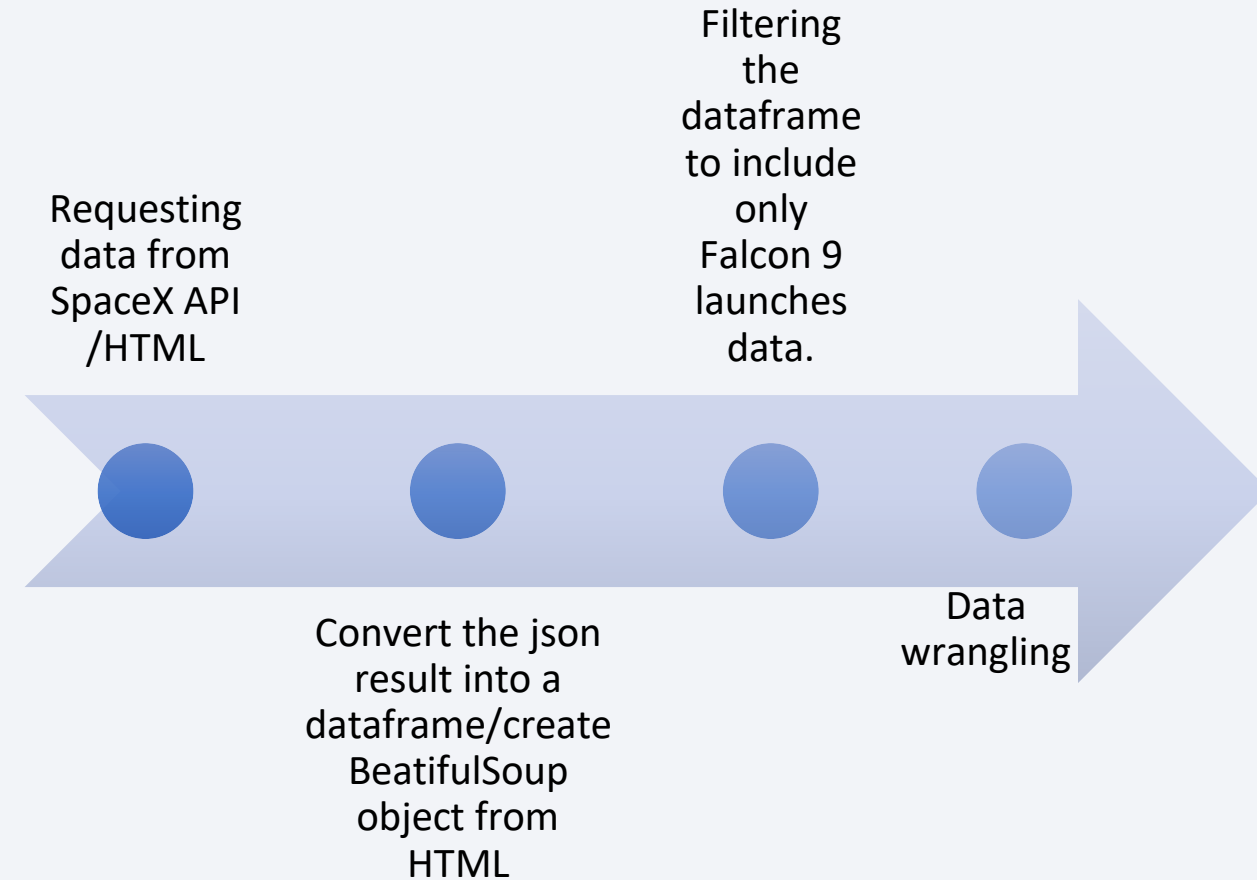 Requesting
data from
SpaceX API
/HTML
Convert the json
result into a
dataframe/create
BeatifulSoup
object from
HTML
Filtering
the
dataframe
to include
only
Falcon 9
launches
data.
Data
wrangling